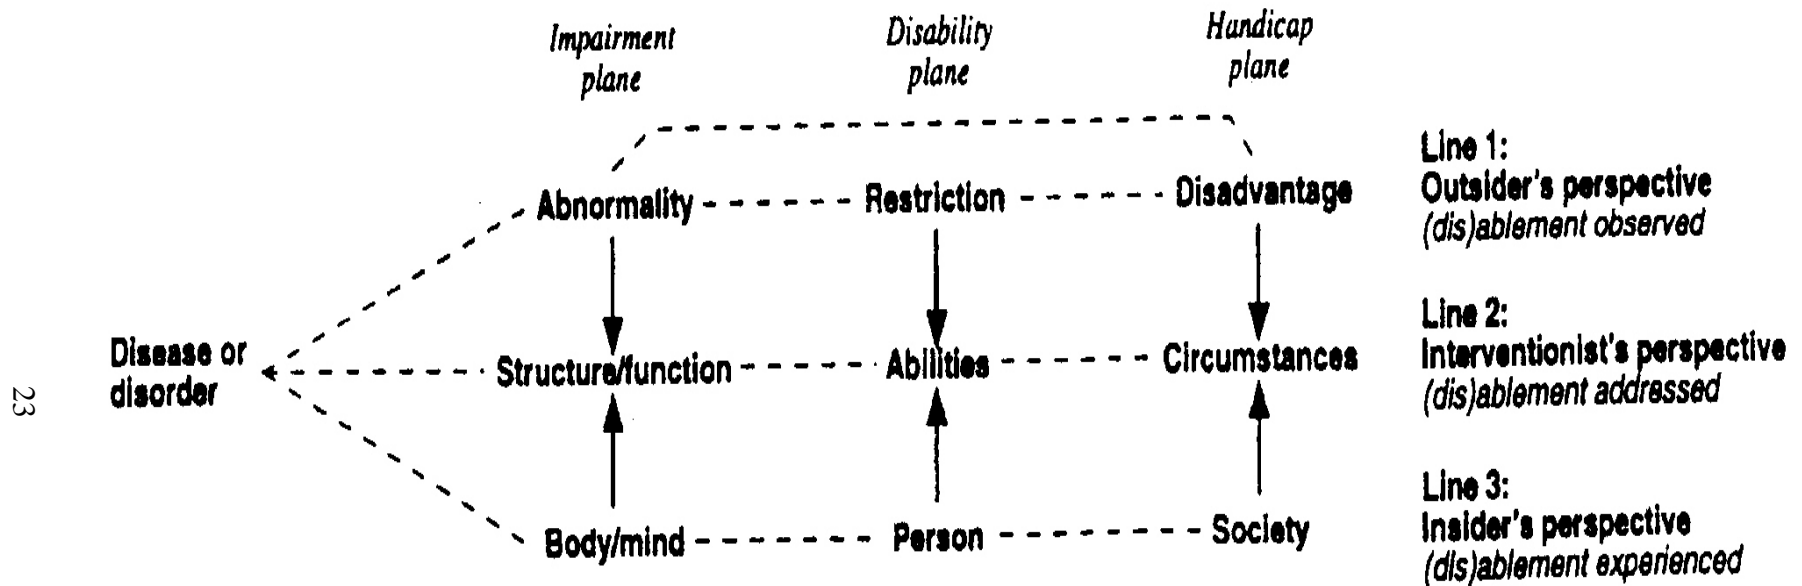 Impairment
plane
Disability
plane
Handicap
plane
Abnormality
Restriction
Disadvantage
Line 1:
Outsider's perspective
(dis)ablement observed
Disease or
disorder
Structure/function
Abilities
Circumstances
Line 2:
Interventionist's perspective
(dis)ablement addressed
Body/mind
Person
Society
Line 3:
Insider's perspective
(dis)ablement experienced
23